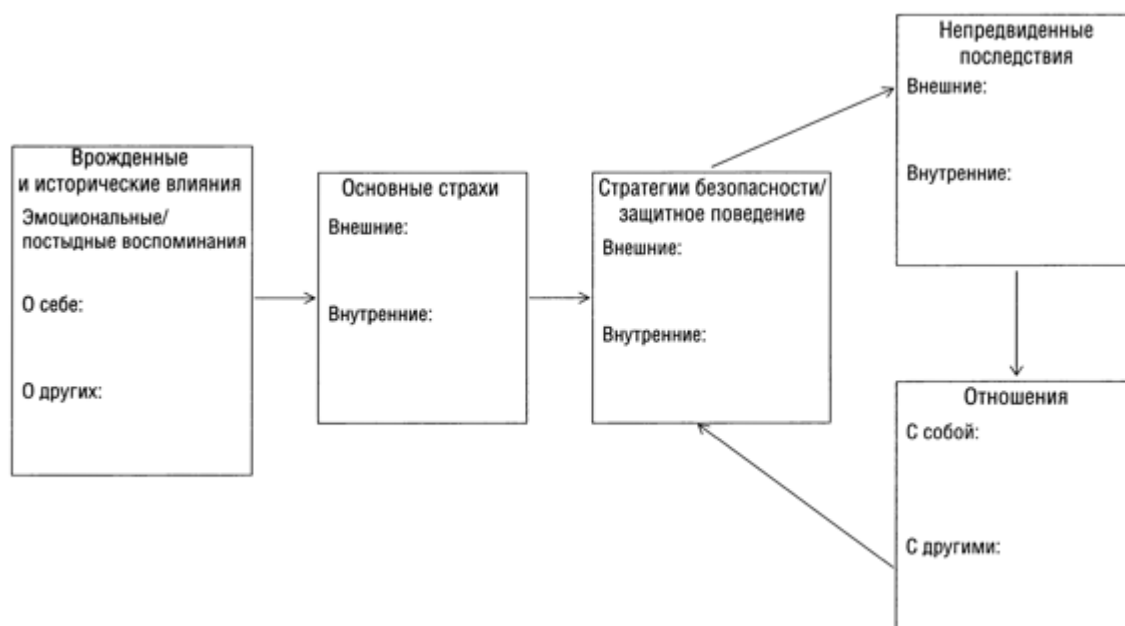 Врожденные
и исторические влияния
Эмоциональные/
постыдные воспоминания
О себе:
О других:
Основные страхи
Внешние:
Внутренние:
Стратегии безопасности/
защитное поведение
Внешние:
Внутренние:
Непредвиденные
последствия
Внешние:
Внутренние:
Отношения
С собой:
С другими: